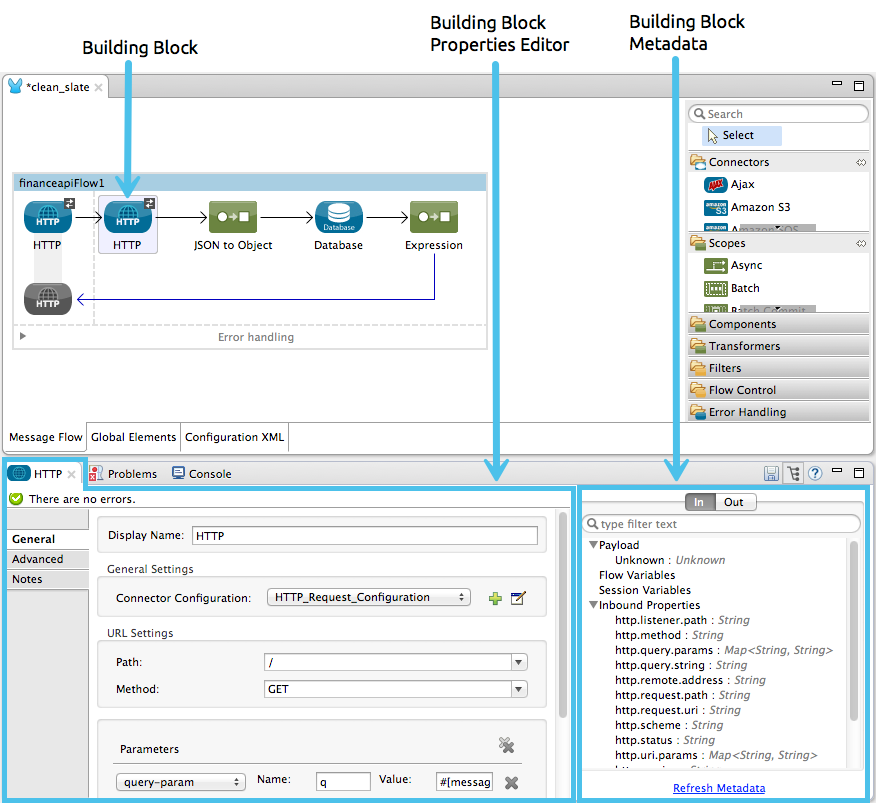 Building Block
Building Block
Properties Editor
Building Block
Metadata
*clean_slate
Search
Select
Connectors
Ajax
Amazon S3
Scopes
Async
Batch
Batch Commit
Components
Transformers
Filters
Flow Control
Error Handling
financeapiFlow1
HTTP HTTP Database
HTTP HTTP JSON to Object Database Expression
HTTP
Error handling
Message Flow Global Elements Configuration XML
HTTP Problems Console
There are no errors.
General
Advanced
Notes
Display Name: HTTP
General Settings
Connector Configuration: HTTP_Request_Configuration
URL Settings
Path: /
Method: GET
Parameters
query-param Name: q Value: #[messag
In Out
type filter text
Payload
Unknown : Unknown
Flow Variables
Session Variables
Inbound Properties
http.listener.path : String
http.method : String
http.query.params : Map<String, String>
http.query.string : String
http.remote.address : String
http.request.path : String
http.request.uri : String
http.scheme : String
http.status : String
http.uri.params : Map<String, String>
Refresh Metadata